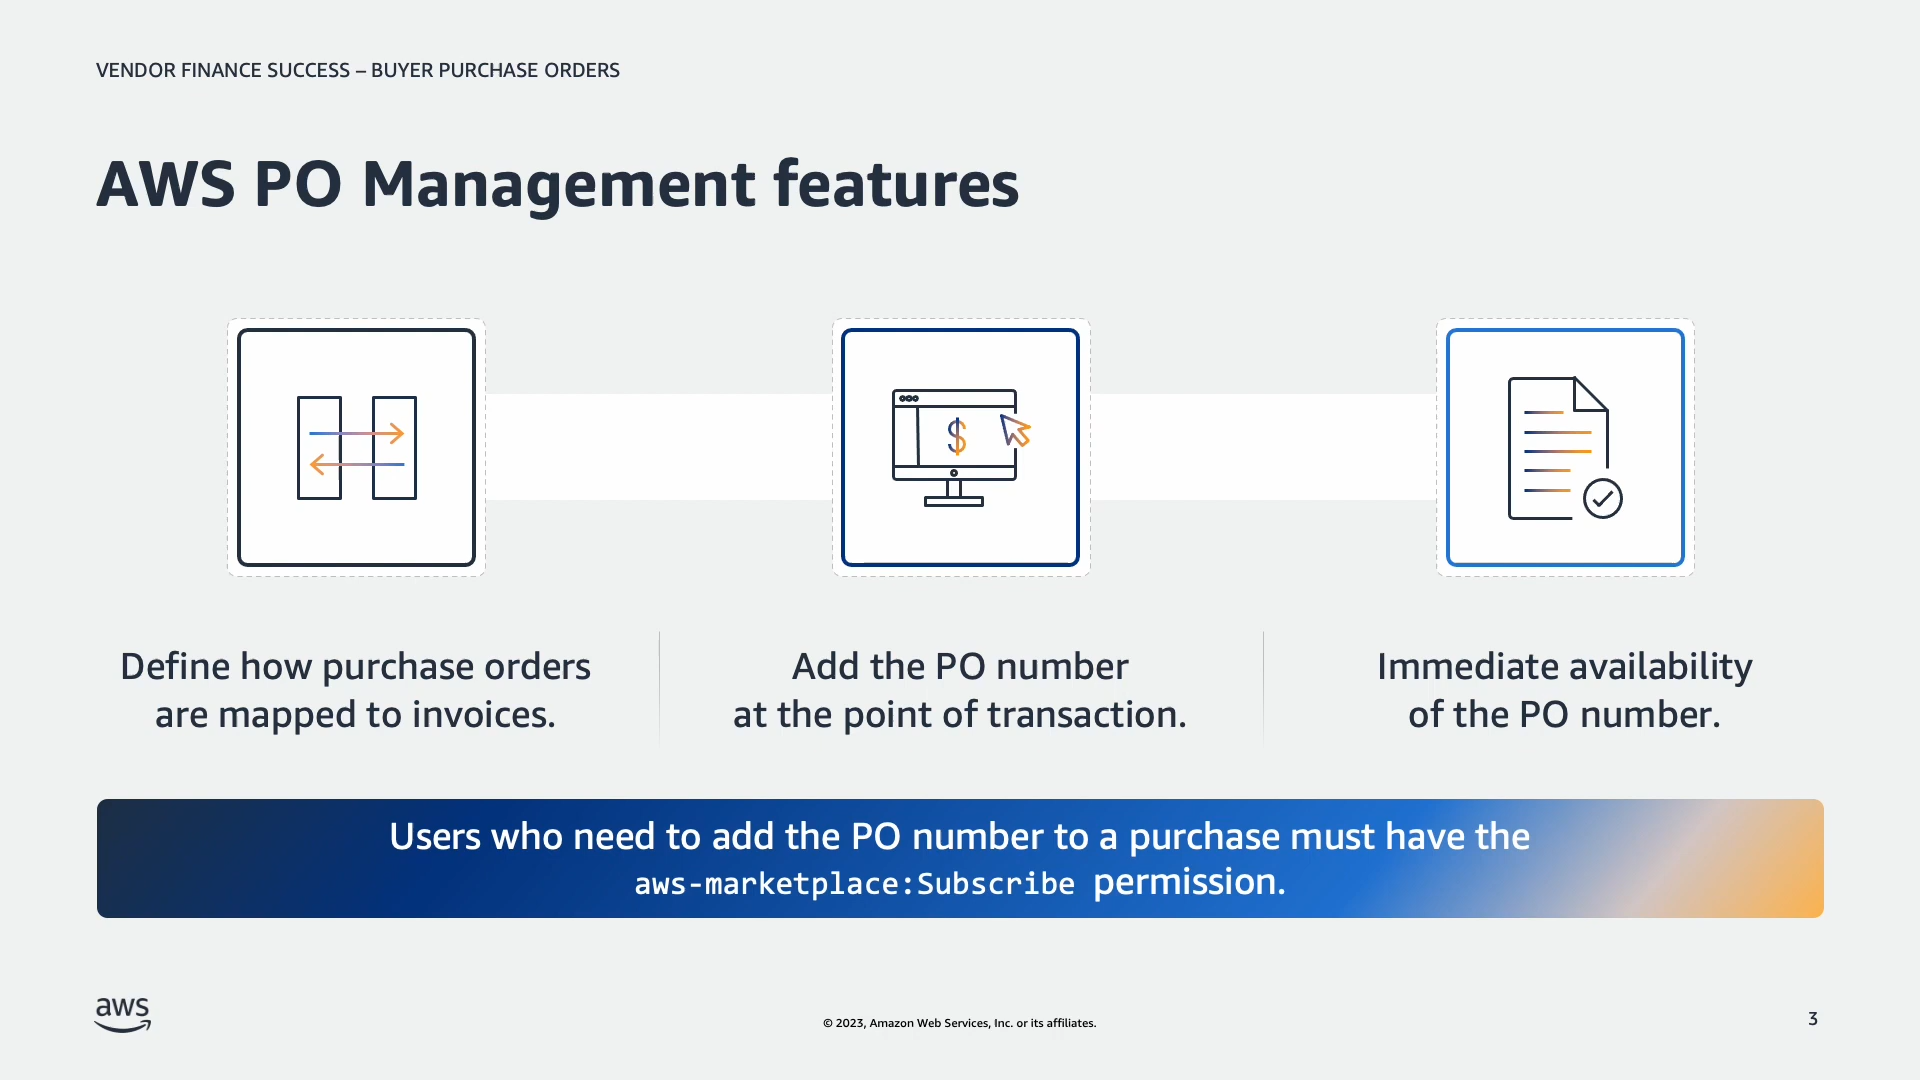 VENDOR FINANCE SUCCESS – BUYER PURCHASE ORDERS
AWS PO Management features
$
Define how purchase orders
are mapped to invoices.
Add the PO number
at the point of transaction.
Immediate availability
of the PO number.
Users who need to add the PO number to a purchase must have the
aws-marketplace:Subscribe permission.
aws
© 2023, Amazon Web Services, Inc. or its affiliates.
3